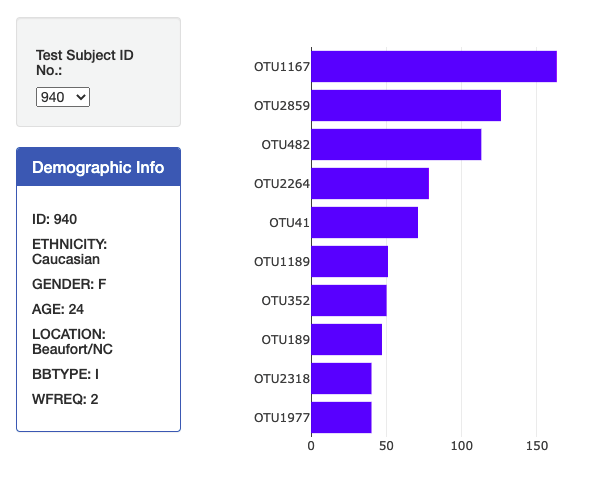 Test Subject ID
No.:
940
Demographic Info
ID: 940
ETHNICITY:
Caucasian
GENDER: F
AGE: 24
LOCATION:
Beaufort/NC
BBTYPE: I
WFREQ: 2
OTU1167
OTU2859
OTU482
OTU2264
OTU41
OTU1189
OTU352
OTU189
OTU2318
OTU1977
0 50 100 150